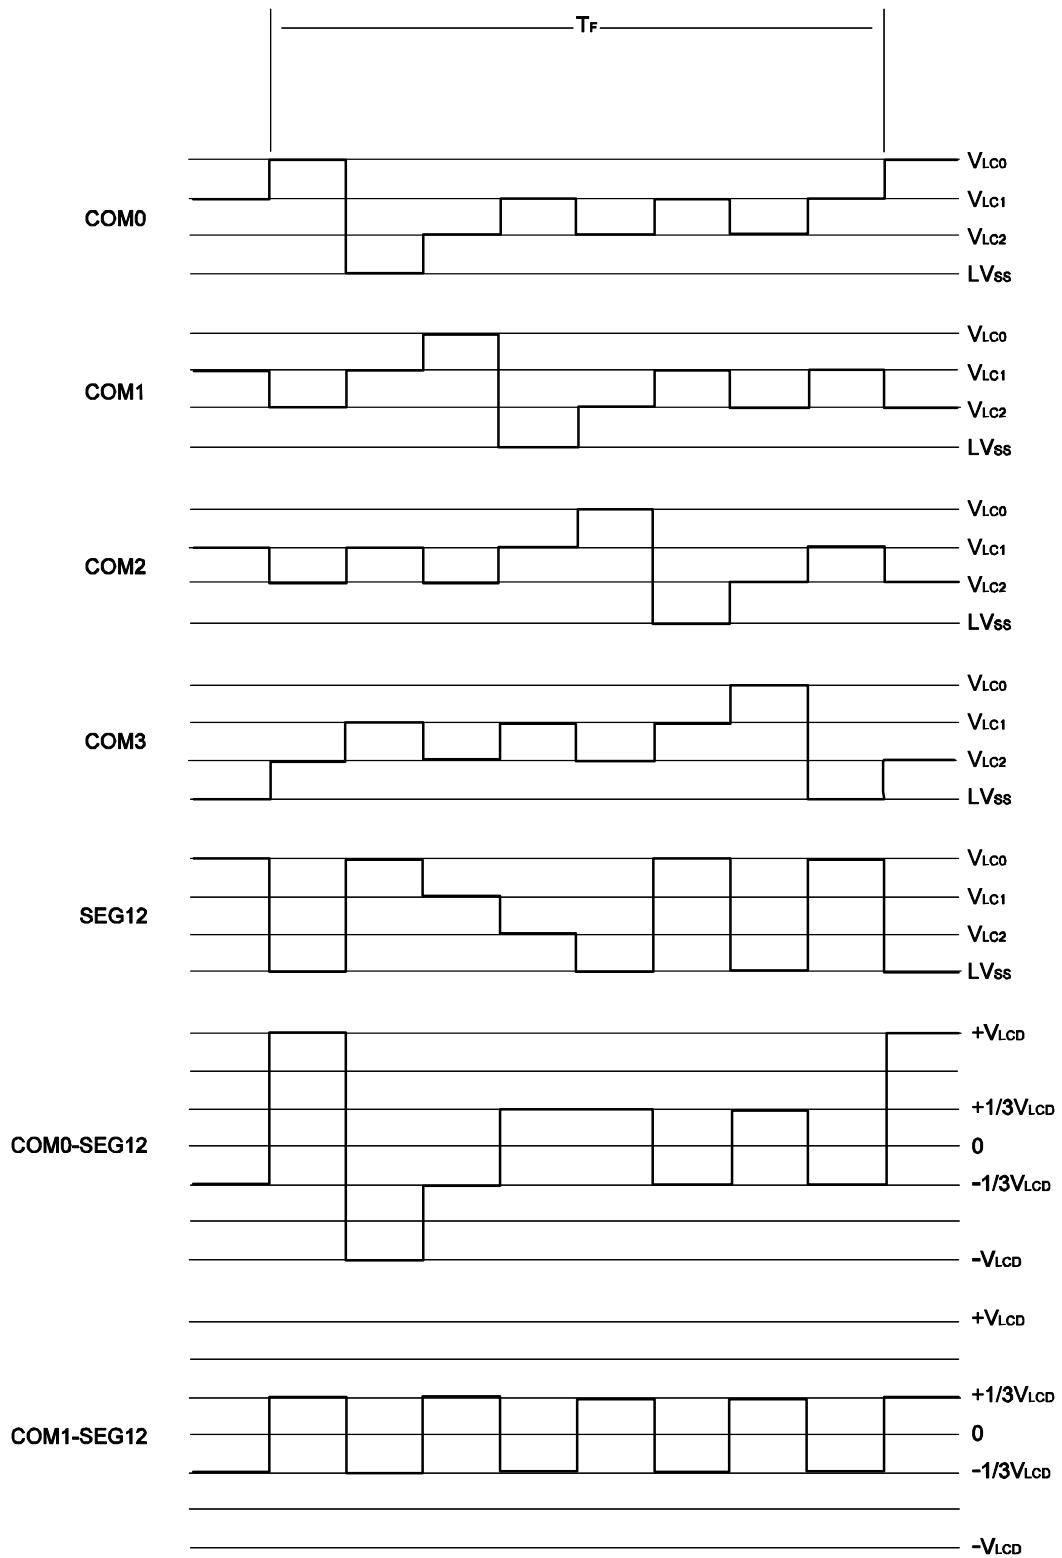 TF
VLC0
VLC1
COM0
VLC2
LVSS
VLC0
VLC1
COM1
VLC2
LVSS
VLC0
VLC1
COM2
VLC2
LVSS
VLC0
VLC1
COM3
VLC2
LVSS
VLC0
VLC1
SEG12
VLC2
LVSS
+VLCD
+1/3VLCD
COM0-SEG12
0
-1/3VLCD
-VLCD
+VLCD
+1/3VLCD
COM1-SEG12
0
-1/3VLCD
-VLCD